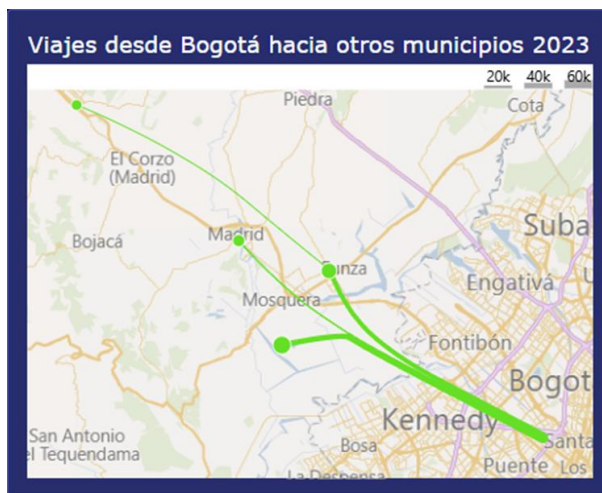 Viajes desde Bogotá hacia otros municipios 2023
20k 40k 60k
Piedra
Cota
El Corzo
(Madrid)
Suba
Bojacá
Madrid
Funza
Engativá
Mosquera
Fontibón
Bogot
Kennedy
San Antonio
el Tequendama
Bosa
Santa
Puente
Los
La Despensa